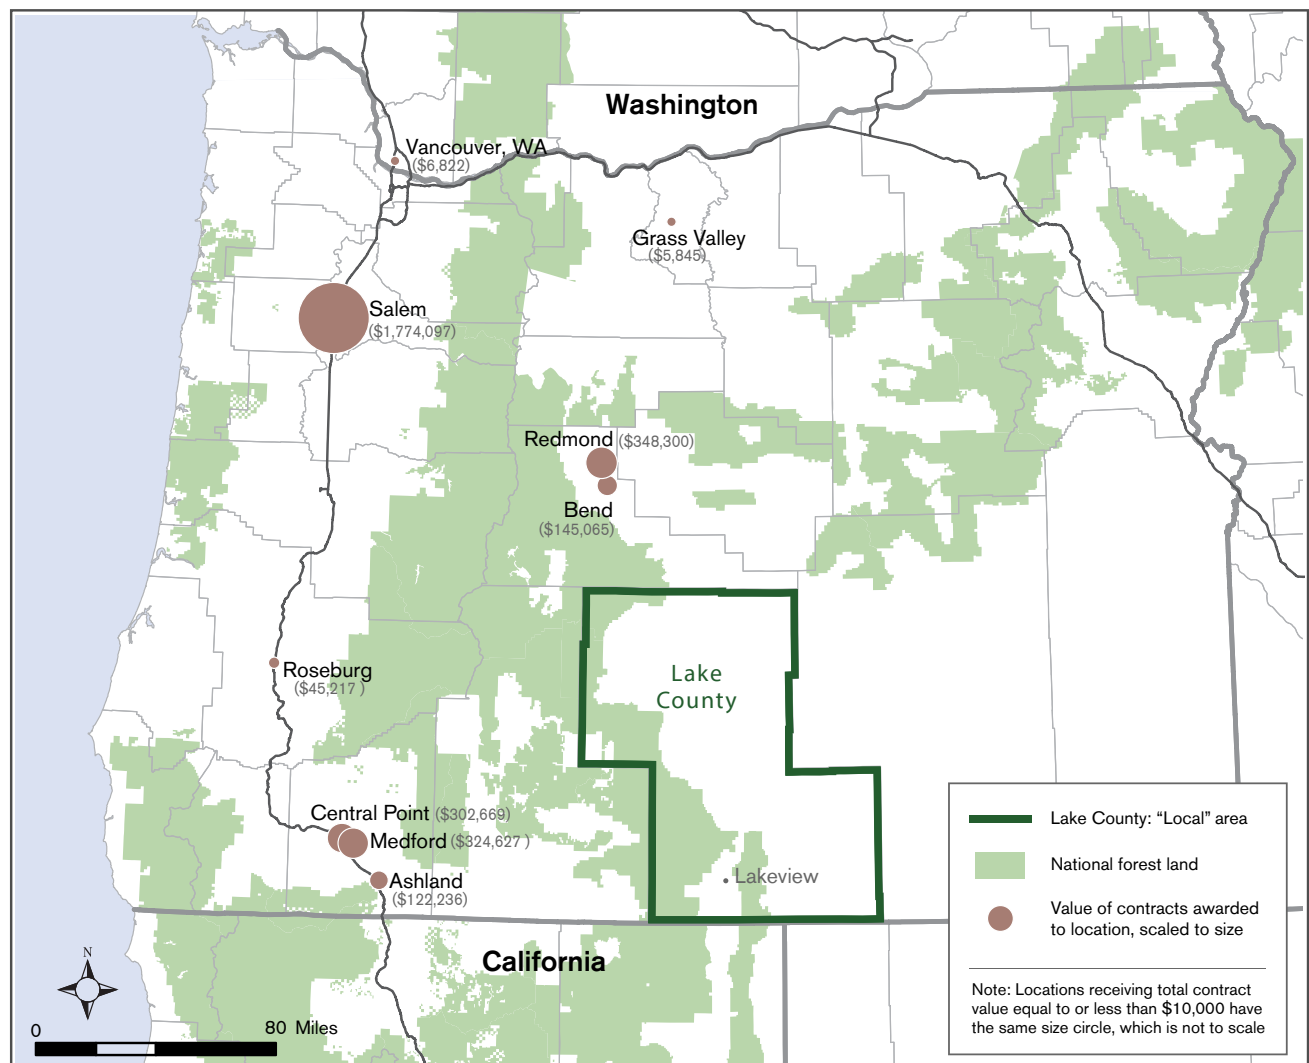 Washington
Vancouver, WA
($6,822)
Grass Valley
($5,845)
Salem
($1,774,097)
Redmond ($348,300)
Bend
($145,065)
Lake
County
Roseburg
($45,217 )
Central Point ($302,669)
Medford ($324,627 )
Ashland
($122,236)
Lakeview
California
N
0 80 Miles
Lake County: “Local” area
National forest land
Value of contracts awarded
to location, scaled to size
Note: Locations receiving total contract
value equal to or less than $10,000 have
the same size circle, which is not to scale